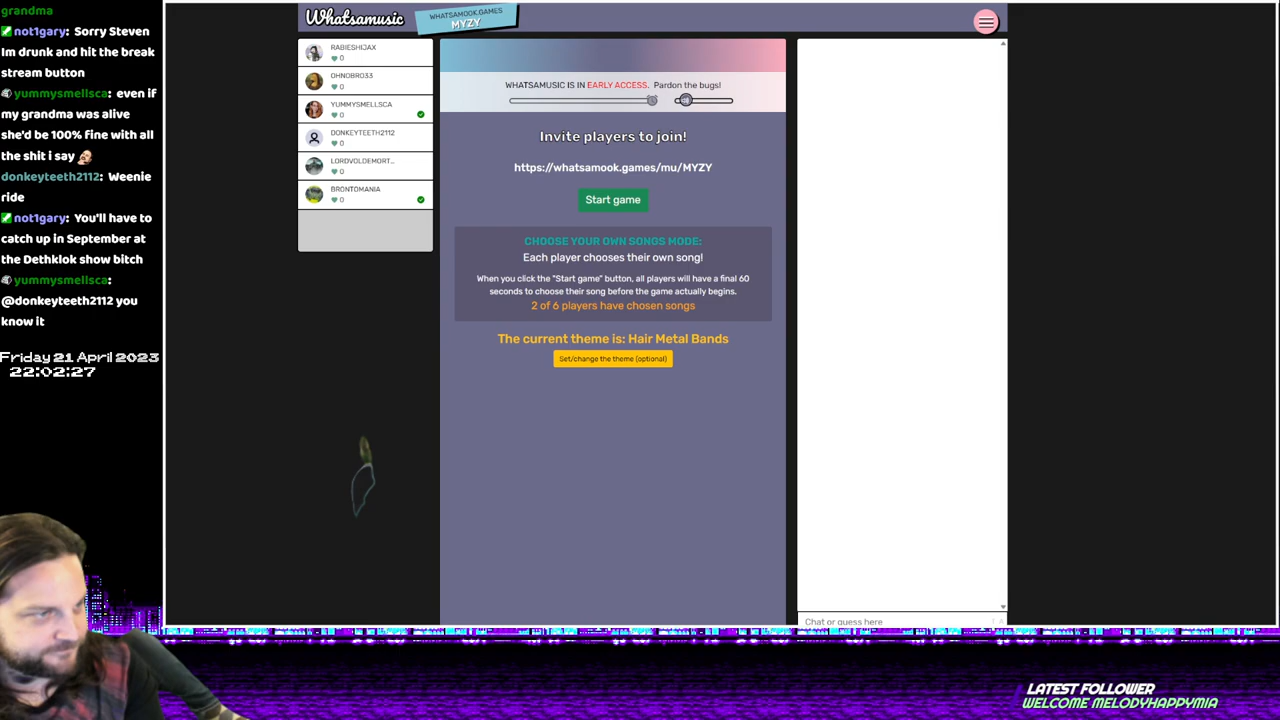 grandma
not1gary: Sorry Steven
Im drunk and hit the break
stream button
yummysmellsca: even if
my grandma was alive
she'd be 100% fine with all
the shit i say
donkeyteeth2112: Weenie
ride
not1gary: You'll have to
catch up in September at
the Dethklok show bitch
yummysmellsca:
@donkeyteeth2112 you
know it
Friday 21 April 2023
22:02:27
Whatsamusic
WHATSAMOOK.GAMES
MYZY
RABIESHIJAX
0
OHNOBRO33
0
YUMMYSMELLSCA
0
DONKEYTEETH2112
0
LORDVOLDEMORT...
0
BRONTOMANIA
0
WHATSAMUSIC IS IN EARLY ACCESS. Pardon the bugs!
Invite players to join!
https://whatsamook.games/mu/MYZY
Start game
CHOOSE YOUR OWN SONGS MODE:
Each player chooses their own song!
When you click the "Start game" button, all players will have a final 60
seconds to choose their song before the game actually begins.
2 of 6 players have chosen songs
The current theme is: Hair Metal Bands
Set/change the theme (optional)
Chat or guess here
LATEST FOLLOWER
WELCOME MELODYHAPPYMIA